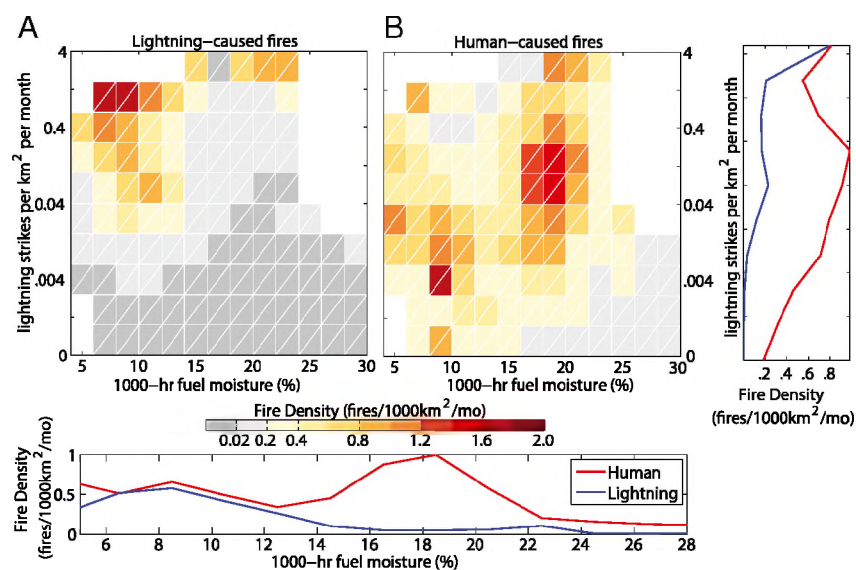 A
B
Lightning−caused fires
Human−caused fires
4
0.4
0.04
.004
0
lightning strikes per km2 per month
5 10 15 20 25 30
1000−hr fuel moisture (%)
5 10 15 20 25 30
1000−hr fuel moisture (%)
4
0.4
0.04
.004
0
lightning strikes per km2 per month
.2 .4 .6 .8
Fire Density
(fires/1000km2/mo)
Fire Density (fires/1000km2/mo)
0.02 0.2 0.4 0.8 1.2 1.6 2.0
Fire Density
(fires/1000km2/mo)
1
0.5
0
Human
Lightning
6 8 10 12 14 16 18 20 22 24 26 28
1000−hr fuel moisture (%)